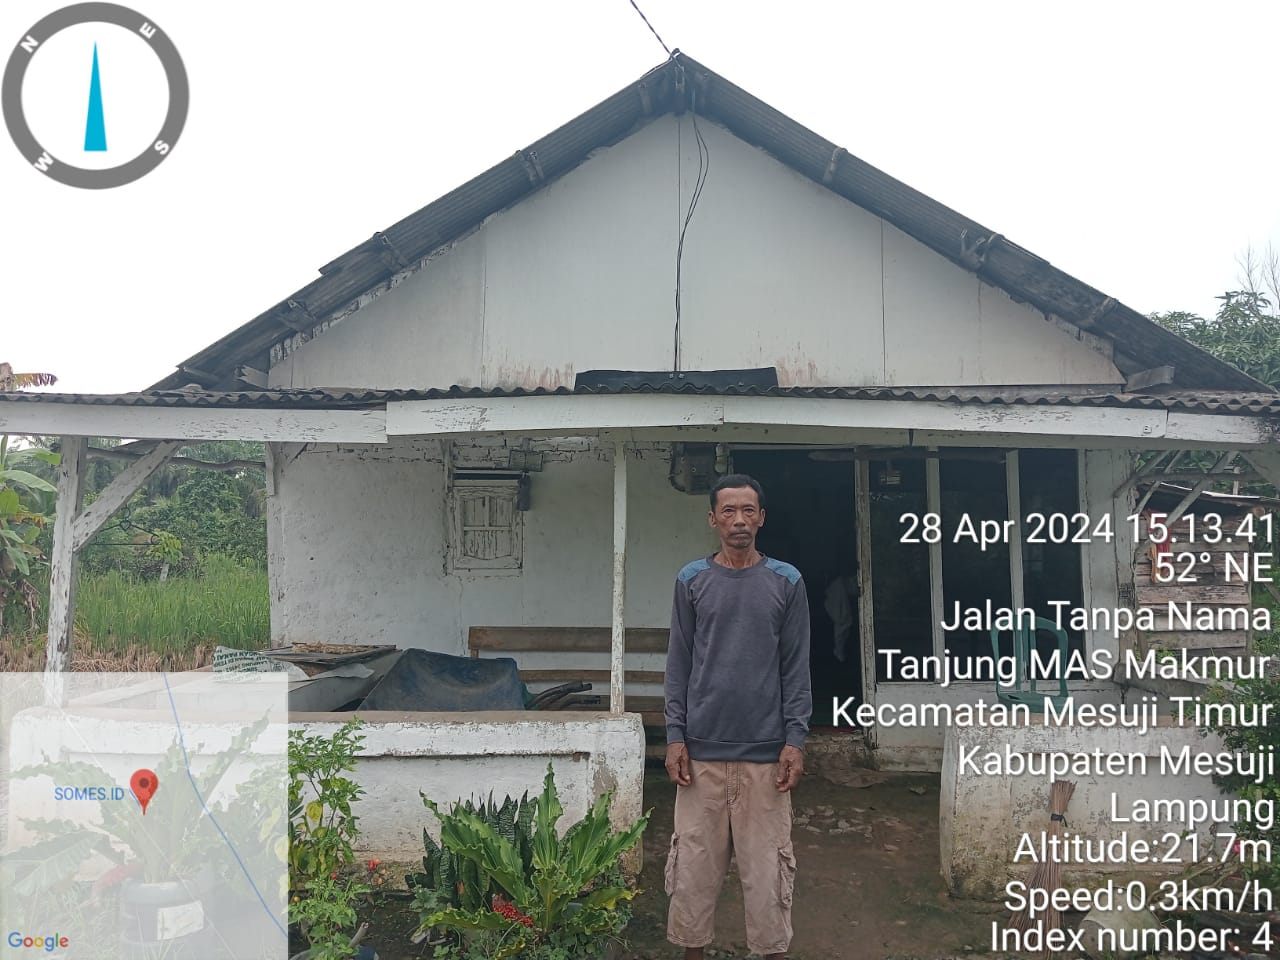 N
E
W
S
28 Apr 2024 15.13.41
52° NE
Jalan Tanpa Nama
Tanjung MAS Makmur
Kecamatan Mesuji Timur
Kabupaten Mesuji
Lampung
Altitude:21.7m
Speed:0.3km/h
Index number: 4
SOMES.ID
Google